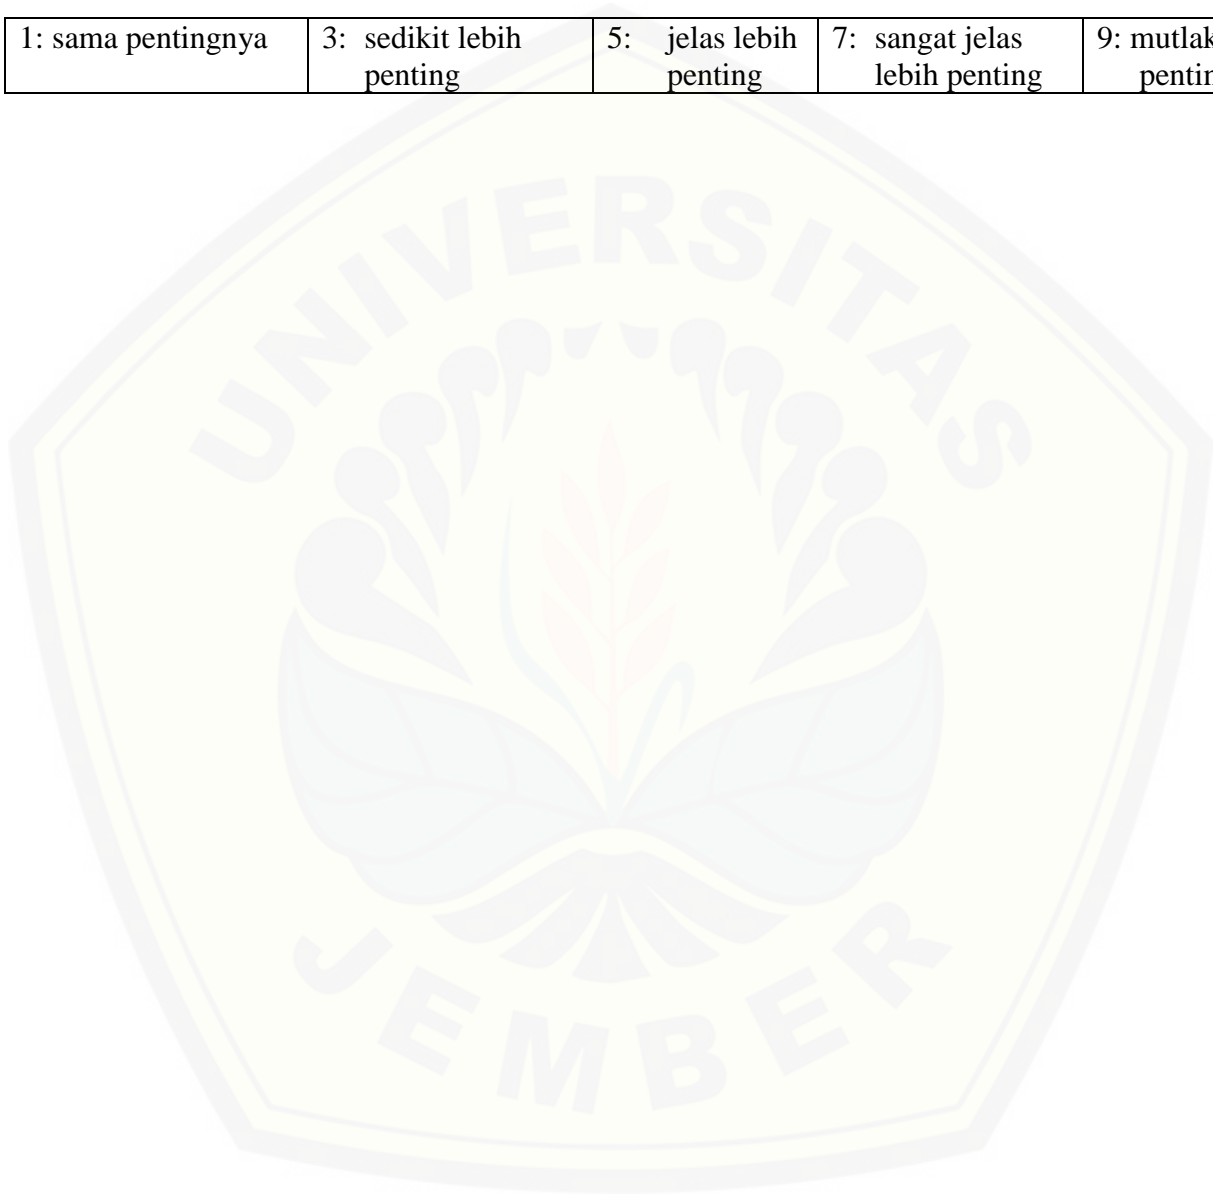 1: sama pentingnya 3: sedikit lebih 5: jelas lebih 7: sangat jelas 9: mutlak
penting penting lebih penting
UNIVERSITAS
JEMBER